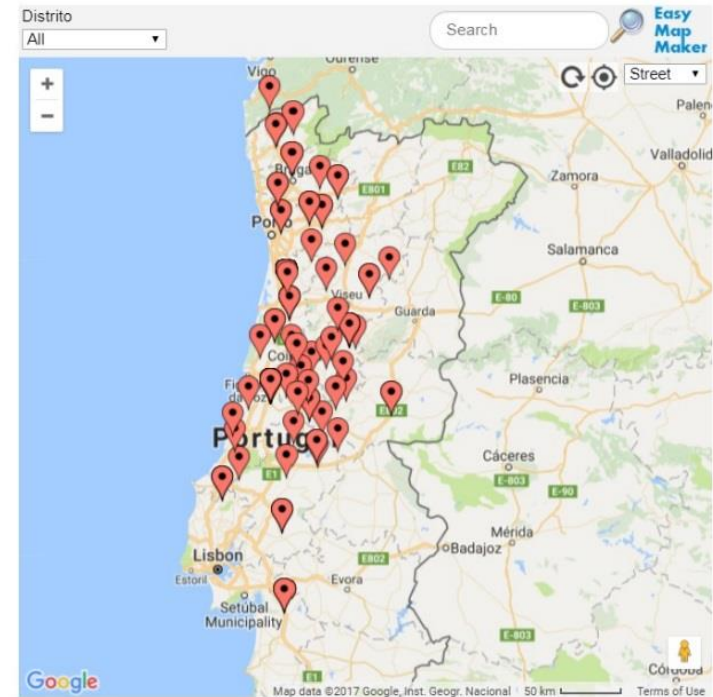 Distrito
All
Search
Easy
Map
Maker
Street
Vigo
Ourense
Palen
Valladolid
Braga
E82
E801
Zamora
Porto
Salamanca
Viseu
Guarda
E-80
E-803
Plasencia
Portug
Cáceres
E1
E-803
E-90
Mérida
Badajoz
Lisbon
E802
Estoril
Evora
Setúbal
Municipality
E-803
Córdoba
E1
Google
Map data ©2017 Google, Inst. Geogr. Nacional
50 km
Terms of Use